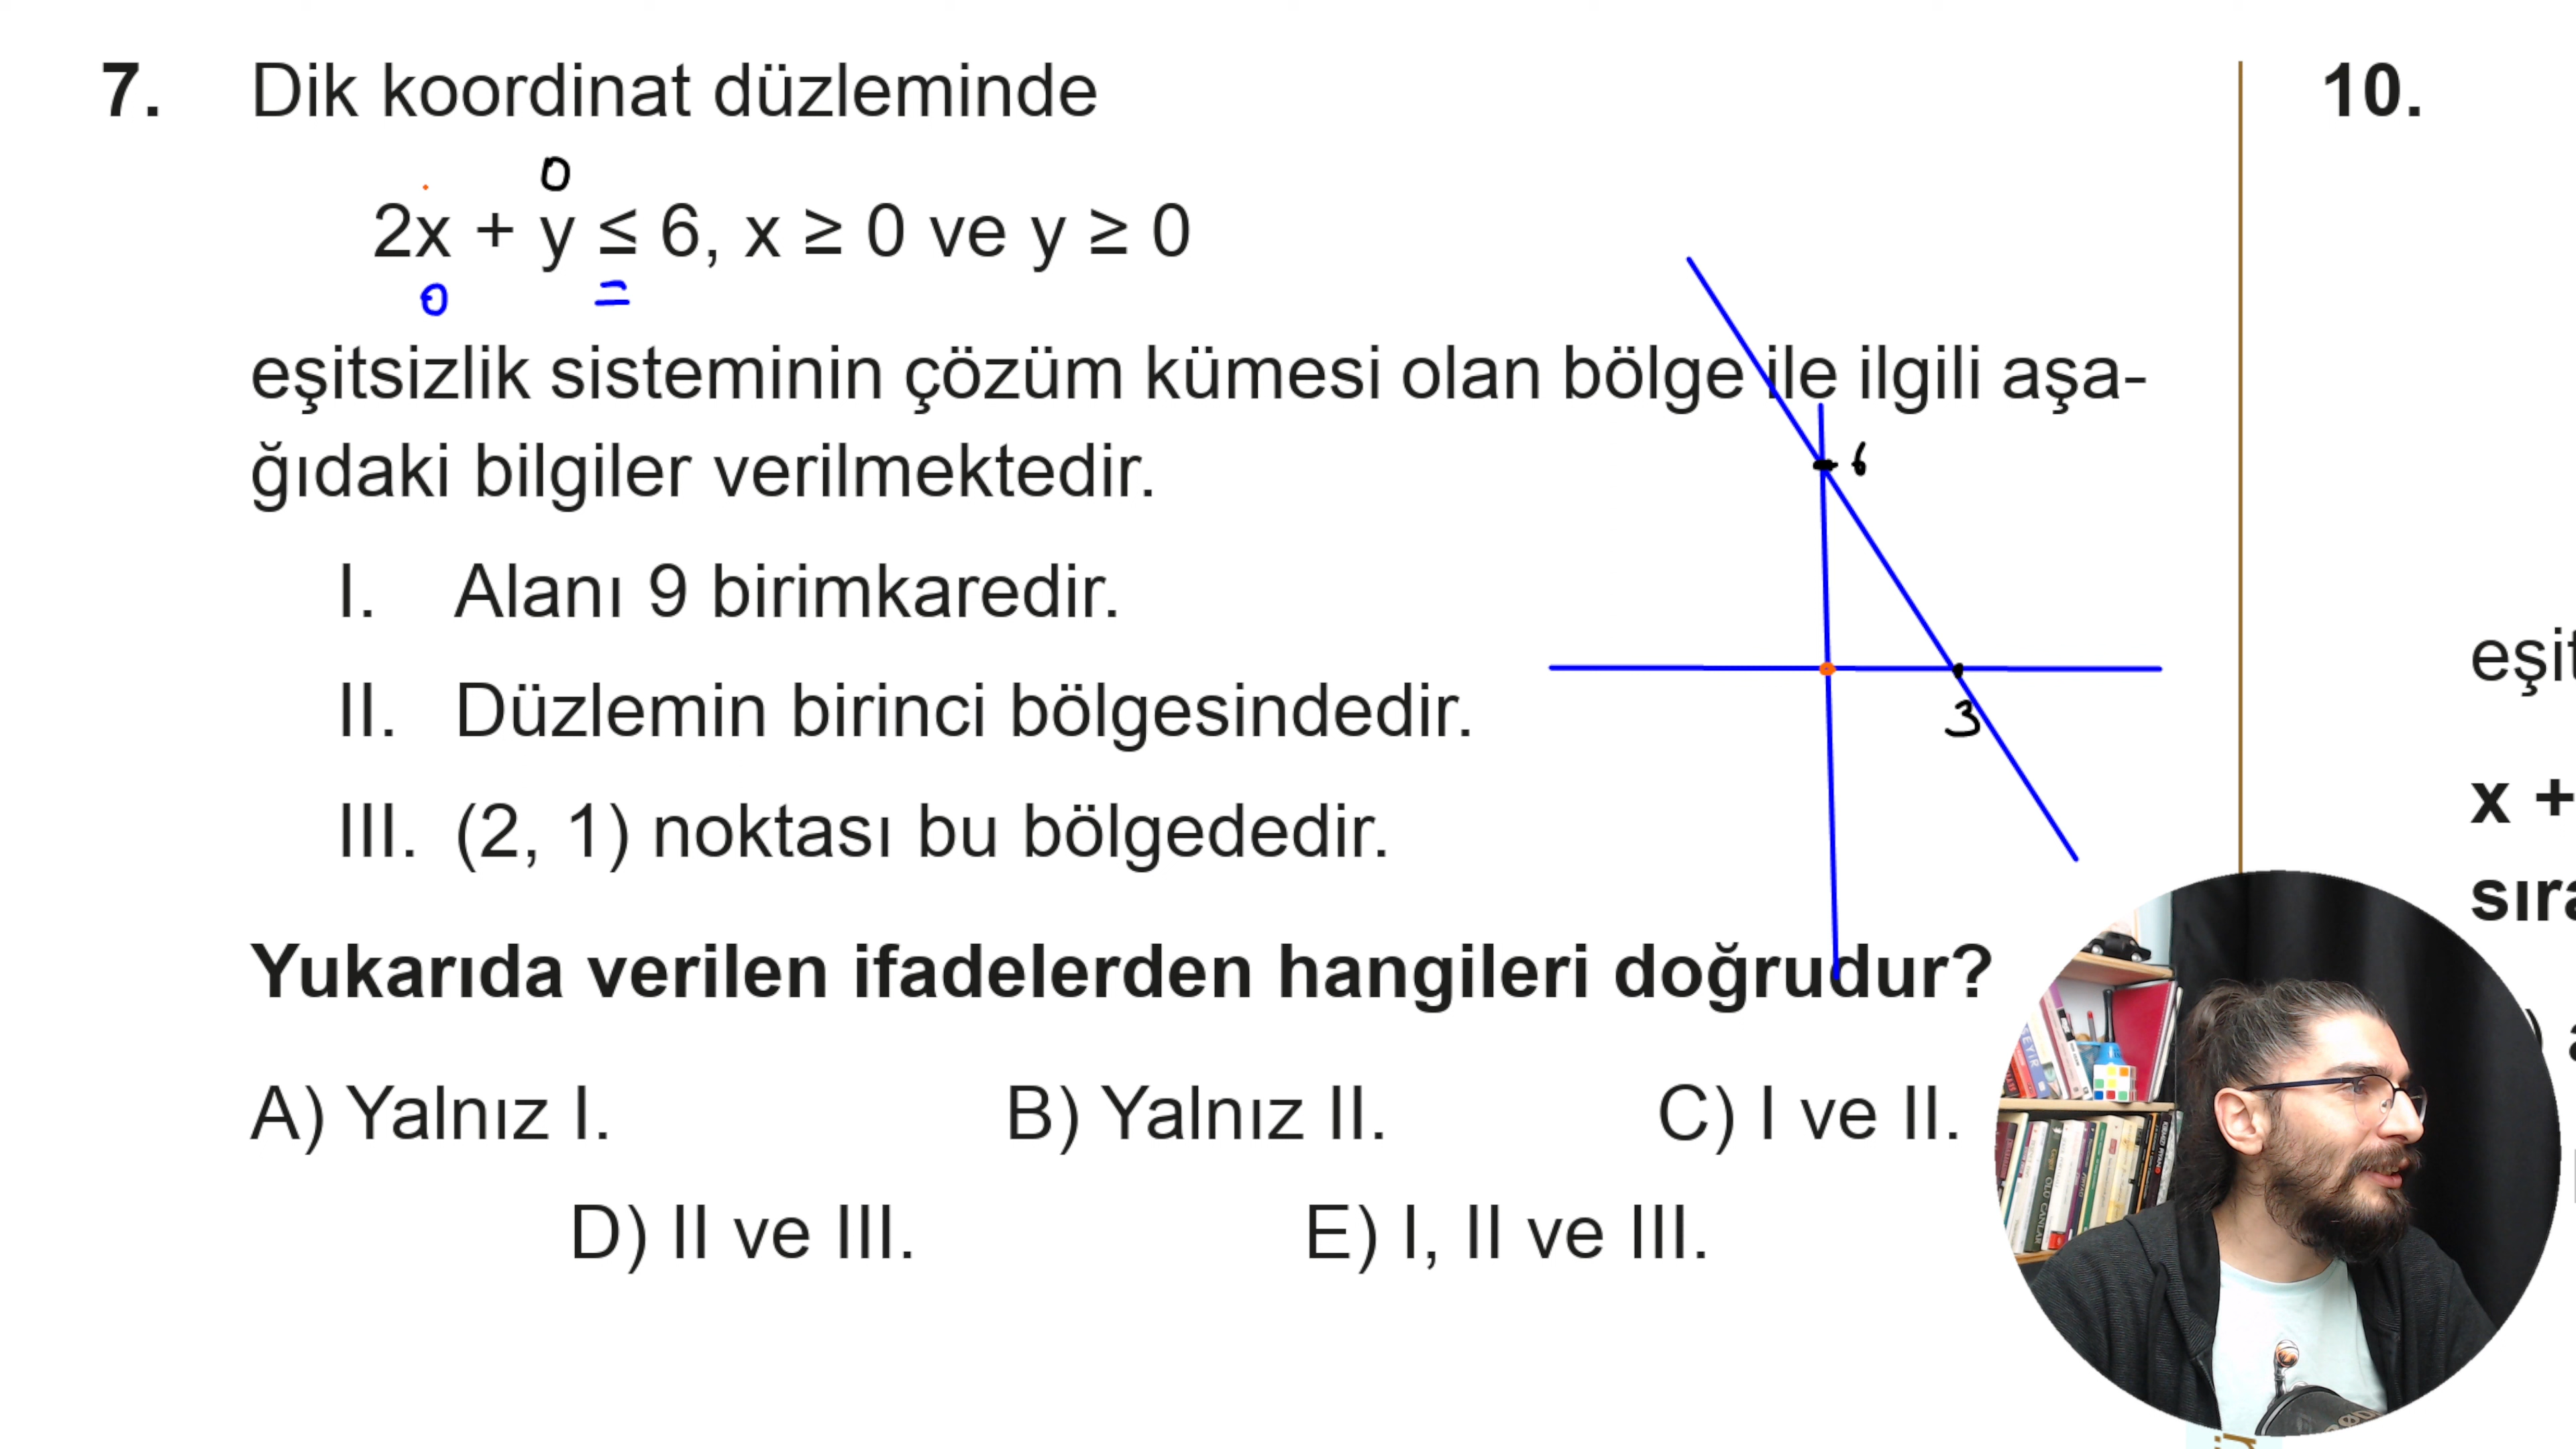 7. Dik koordinat düzleminde
0
2x + y ≤ 6, x ≥ 0 ve y ≥ 0
0 =
eşitsizlik sisteminin çözüm kümesi olan bölge ile ilgili aşa-
ğıdaki bilgiler verilmektedir.
6
I. Alanı 9 birimkaredir.
II. Düzlemin birinci bölgesindedir.
3
III. (2, 1) noktası bu bölgededir.
Yukarıda verilen ifadelerden hangileri doğrudur?
A) Yalnız I. B) Yalnız II. C) I ve II.
D) II ve III. E) I, II ve III.
10.
eşit
x +
sıra